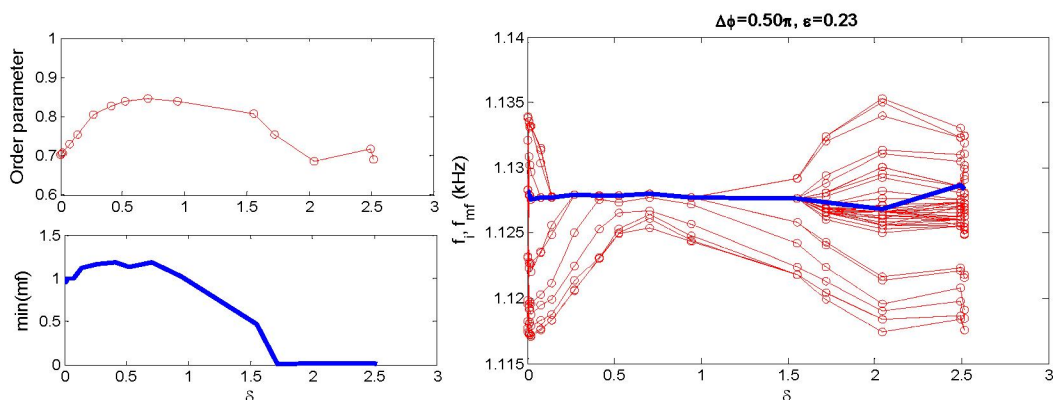 Order parameter
1
0.9
0.8
0.7
0.6
0 0.5 1 1.5 2 2.5 3
min(mf)
1.5
1
0.5
0
0 0.5 1 1.5 2 2.5 3
δ
Δϕ=0.50π, ε=0.23
f_i, f_mf (kHz)
1.14
1.135
1.13
1.125
1.12
1.115
0 0.5 1 1.5 2 2.5 3
δ